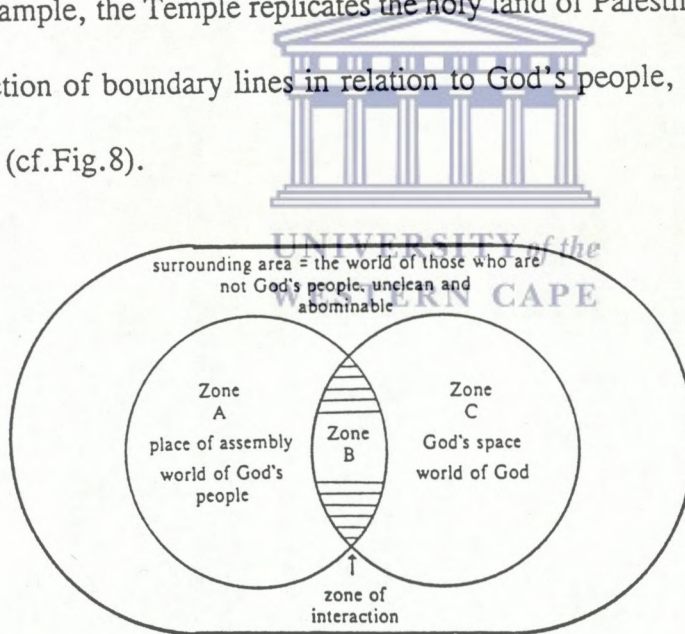 ample, the Temple replicates the holy land of
ction of boundary lines in relation to God's people,
(cf.Fig.8).
UNIVERSITY of the
WESTERN CAPE
surrounding area = the world of those who are
not God's people, unclean and
abominable
Zone
A
place of assembly
world of God's
people
Zone
B
Zone
C
God's space
world of God
zone of
interaction